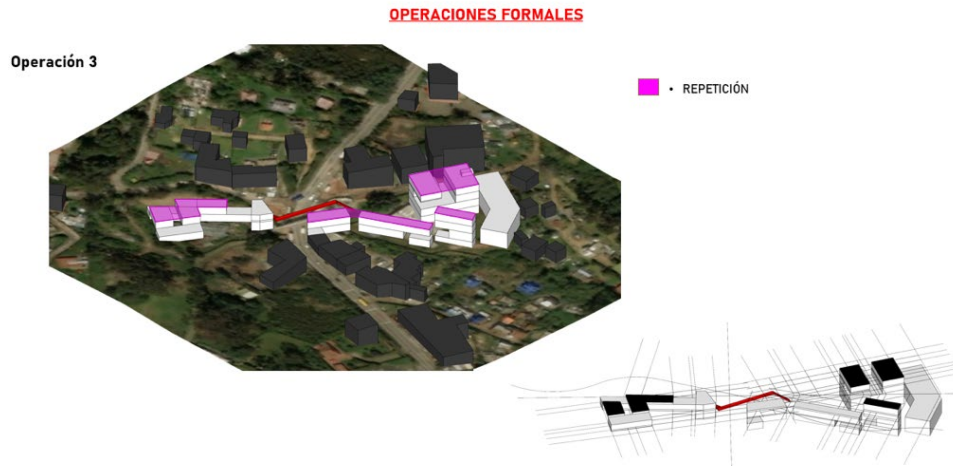 OPERACIONES FORMALES
Operación 3
• REPETICIÓN